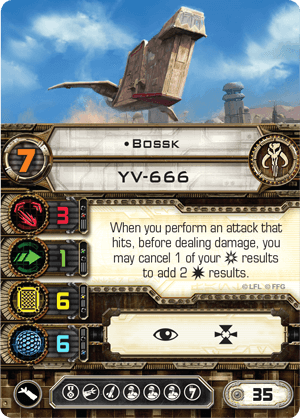 • Bossk
7
YV-666
3
When you perform an attack that
hits, before dealing damage, you
may cancel 1 of your results
to add 2 results.
1
© LFL © FFG
6
6
35